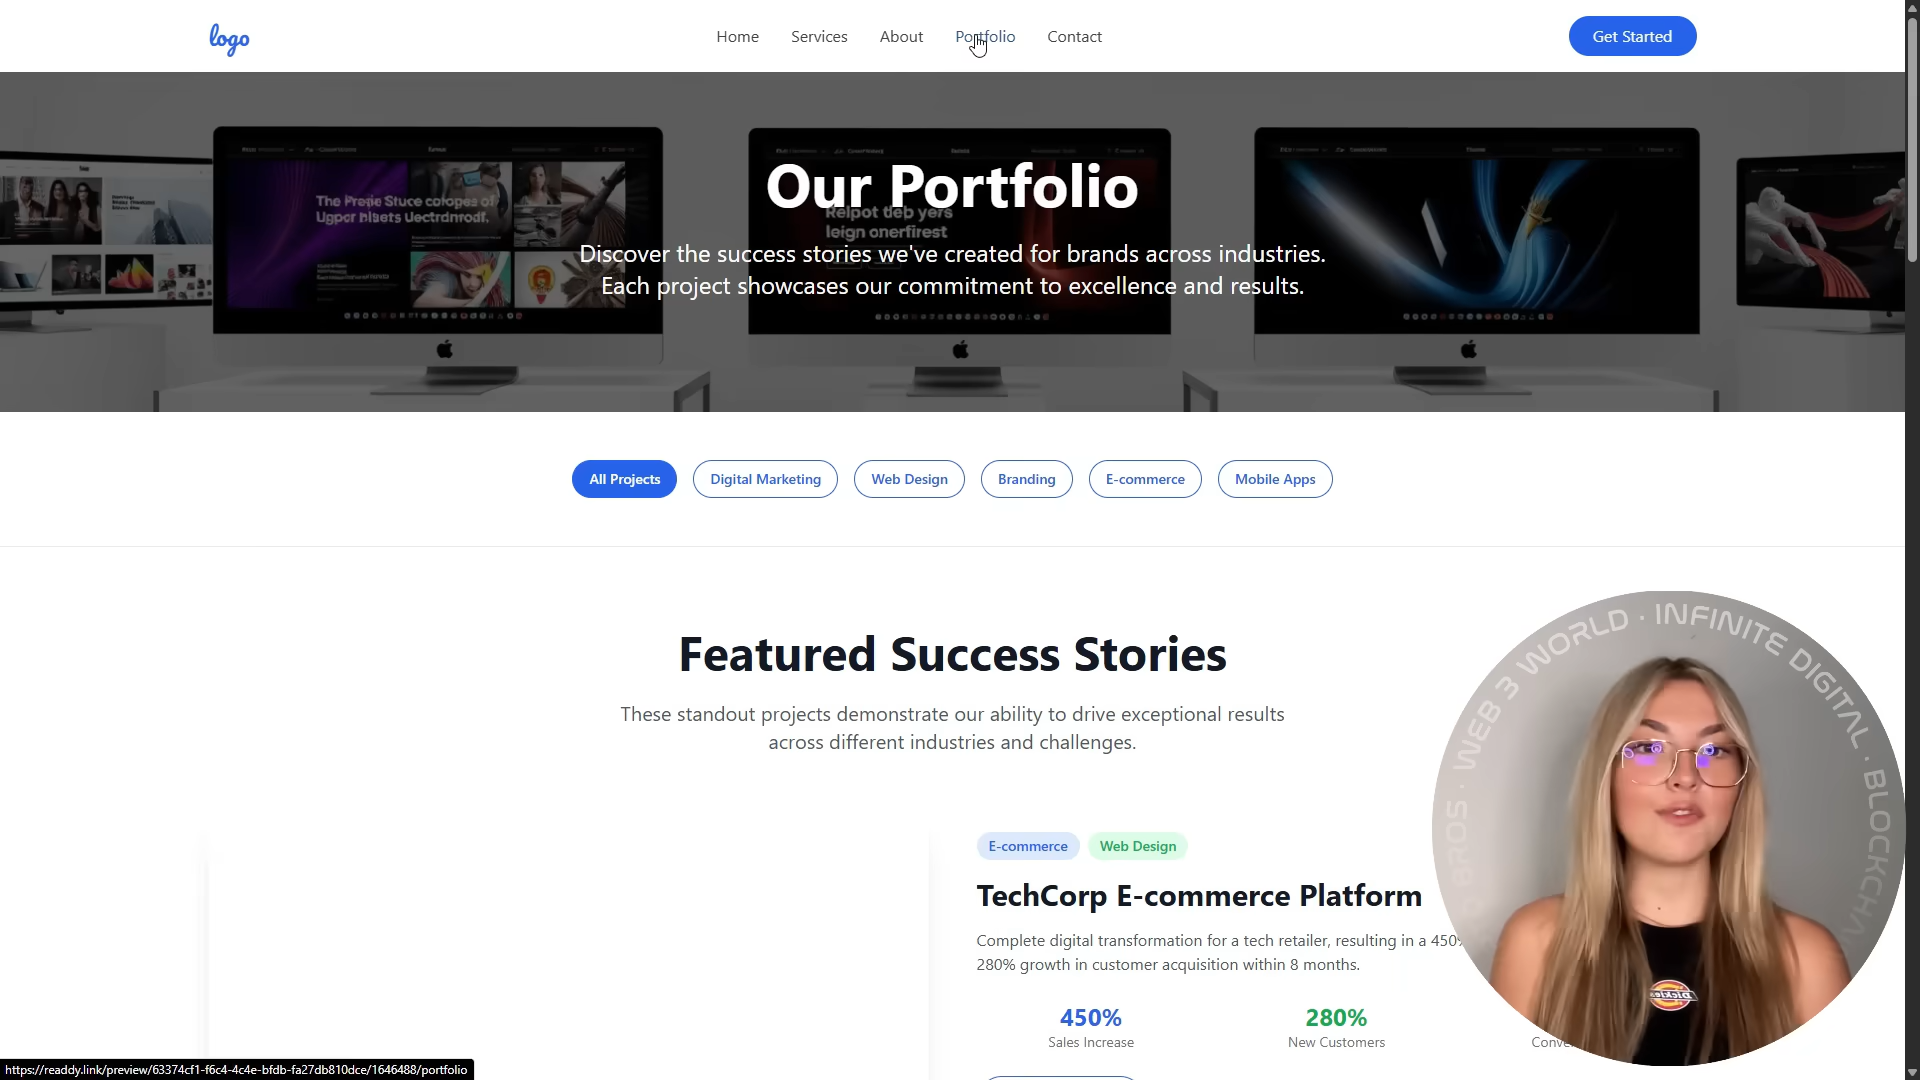 logo
Home
Services
About
Portfolio
Contact
Get Started
Our Portfolio
Discover the success stories we've created for brands across industries.
Each project showcases our commitment to excellence and results.
All Projects
Digital Marketing
Web Design
Branding
E-commerce
Mobile Apps
Featured Success Stories
These standout projects demonstrate our ability to drive exceptional results
across different industries and challenges.
WEB 3 WORLD · INFINITE DIGITAL ·
BROS ·
E-commerce
Web Design
TechCorp E-commerce Platform
Complete digital transformation for a tech retailer, resulting in a 450%
280% growth in customer acquisition within 8 months.
450%
280%
Sales Increase
New Customers
https://readdy.link/preview/63374cf1-f6c4-4c4e-bfdb-fa27db810dce/1646488/portfolio